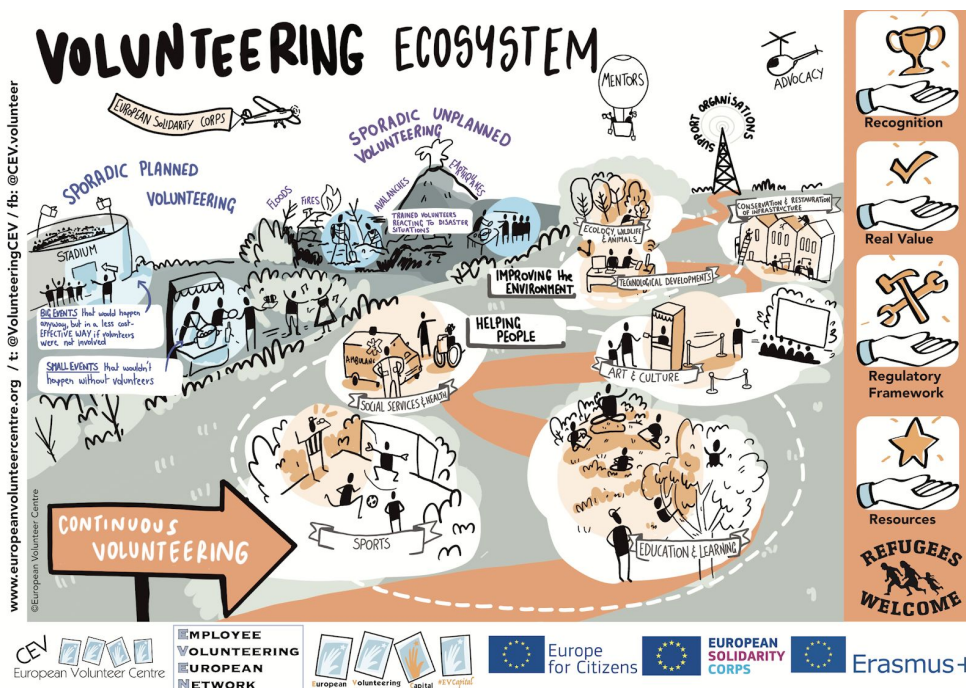 VOLUNTEERING ECOSYSTEM
EUROPEAN SOLIDARITY CORPS
MENTORS
ADVOCACY
SUPPORT ORGANISATIONS
SPORADIC PLANNED
VOLUNTEERING
SPORADIC UNPLANNED
VOLUNTEERING
FLOODS
FIRES
AVALANCHES
EARTHQUAKES
TRAINED VOLUNTEERS
REACTING TO DISASTER
SITUATIONS
STADIUM
BIG EVENTS that would happen
anyway, but in a less cost-
EFFECTIVE WAY if volunteers
were not involved
SMALL EVENTS that wouldn't
happen without volunteers
ECOLOGY, WILDLIFE
& ANIMALS
CONSERVATION & RESTAURATION
OF INFRASTRUCTURE
TECHNOLOGICAL DEVELOPMENTS
IMPROVING the
ENVIRONMENT
HELPING
PEOPLE
AMBULANC
SOCIAL SERVICES & HEALTH
ART & CULTURE
SPORTS
EDUCATION & LEARNING
CONTINUOUS
VOLUNTEERING
www.europeanvolunteercentre.org / t: @VolunteeringCEV / fb: @CEV.volunteer
©European Volunteer Centre
Recognition
Real Value
Regulatory
Framework
Resources
REFUGEES
WELCOME
CEV
European Volunteer Centre
EMPLOYEE
VOLUNTEERING
EUROPEAN
NETWORK
European Volunteering Capital #EVCapital
Europe
for Citizens
EUROPEAN
SOLIDARITY
CORPS
Erasmus+